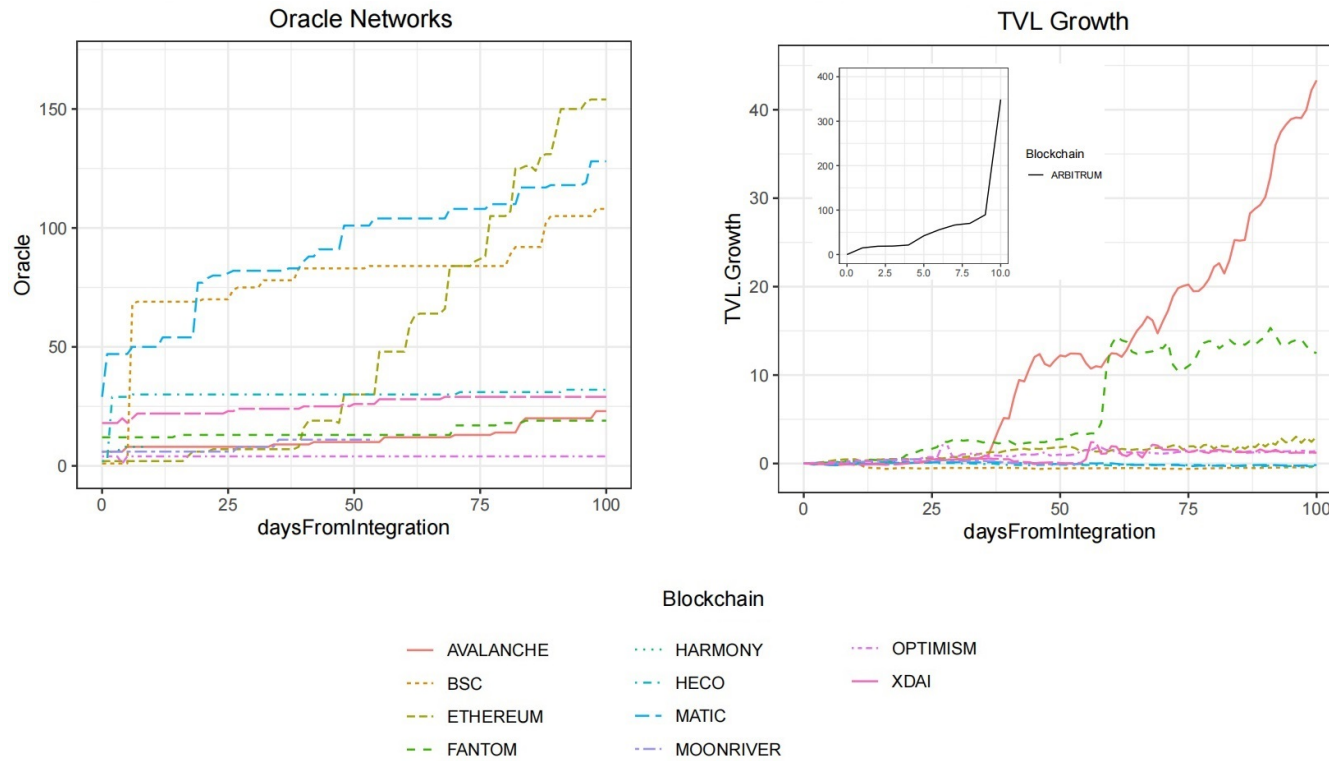 Oracle Networks
150
100
50
0
Oracle
0 25 50 75 100
daysFromIntegration
TVL Growth
40
30
20
10
0
TVL.Growth
400
300
200
100
0
0.0 2.5 5.0 7.5 10.0
Blockchain
ARBITRUM
0 25 50 75 100
daysFromIntegration
Blockchain
AVALANCHE
BSC
ETHEREUM
FANTOM
HARMONY
HECO
MATIC
MOONRIVER
OPTIMISM
XDAI